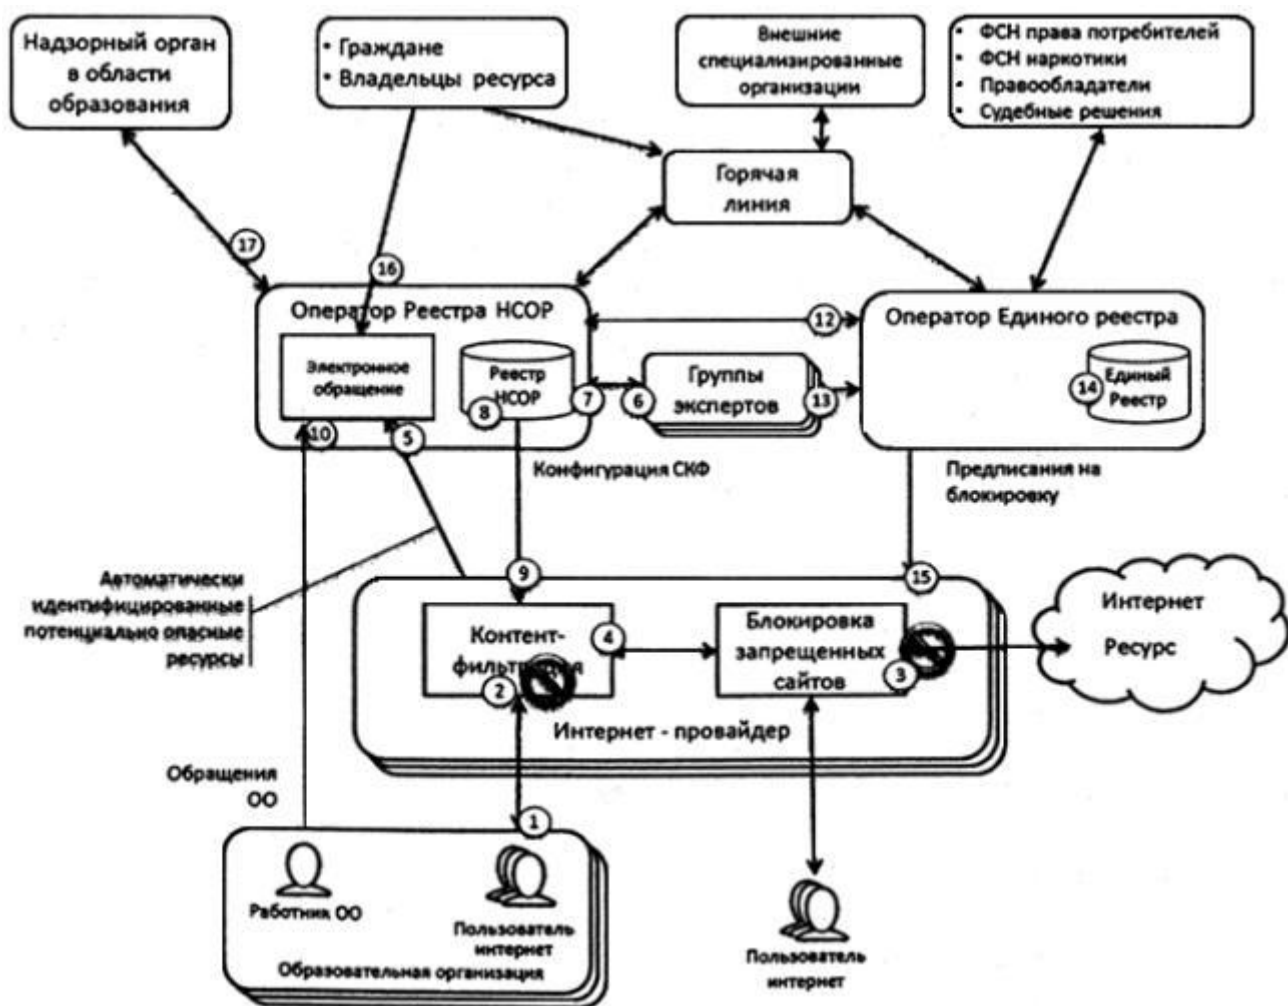 Надзорный орган
в области
образования
• Граждане
• Владельцы ресурса
Внешние
специализированные
организации
• ФСН права потребителей
• ФСН наркотики
• Правообладатели
• Судебные решения
Горячая
линия
17
16
Оператор Реестра НСОР
12
Оператор Единого реестра
Электронное
обращение
Реестр
НСОР
8
7
6
Группы
экспертов
13
14
Единый
Реестр
10
5
Конфигурация СКФ
Предписания на
блокировку
Автоматически
идентифицированные
потенциально опасные
ресурсы
9
15
Контент-
фильтрация
2
4
Блокировка
запрещенных
сайтов
3
Интернет
Ресурс
Интернет - провайдер
Обращения
ОО
1
Работник ОО
Пользователь
интернет
Образовательная организация
Пользователь
интернет